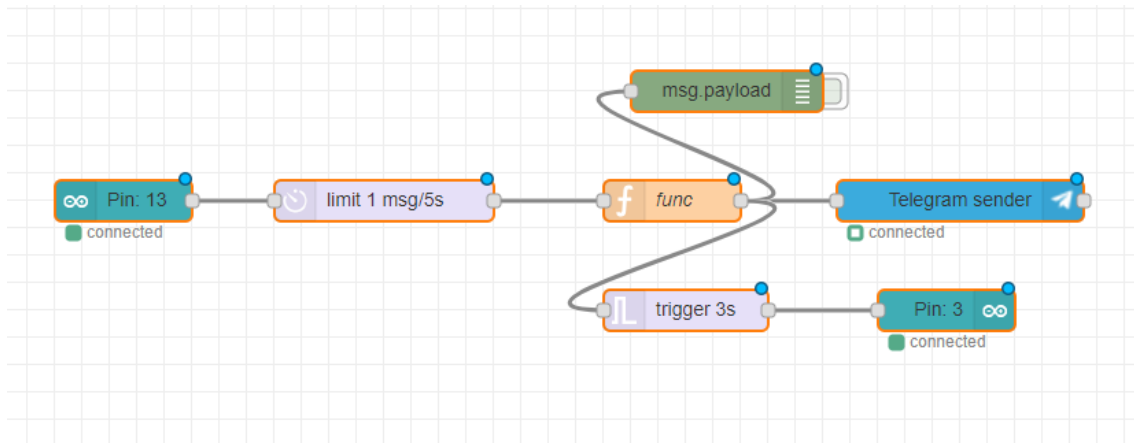 msg.payload
Pin: 13
limit 1 msg/5s
func
Telegram sender
connected
connected
trigger 3s
Pin: 3
connected